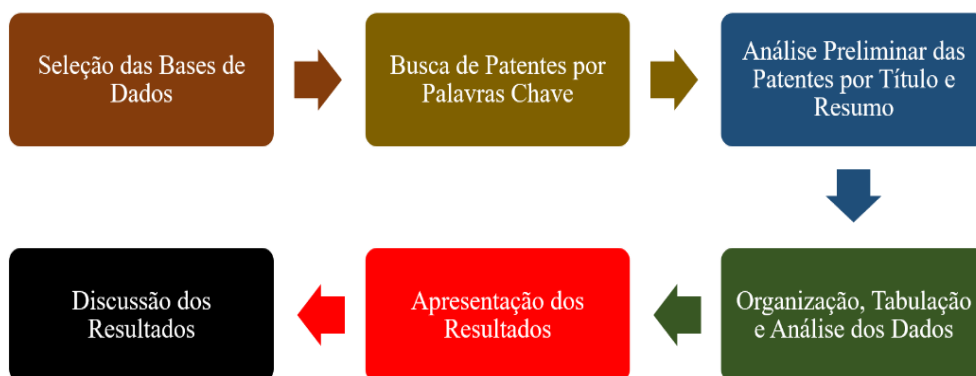 Seleção das Bases de
Dados
Busca de Patentes por
Palavras Chave
Análise Preliminar das
Patentes por Título e
Resumo
Organização, Tabulação
e Análise dos Dados
Apresentação dos
Resultados
Discussão dos
Resultados